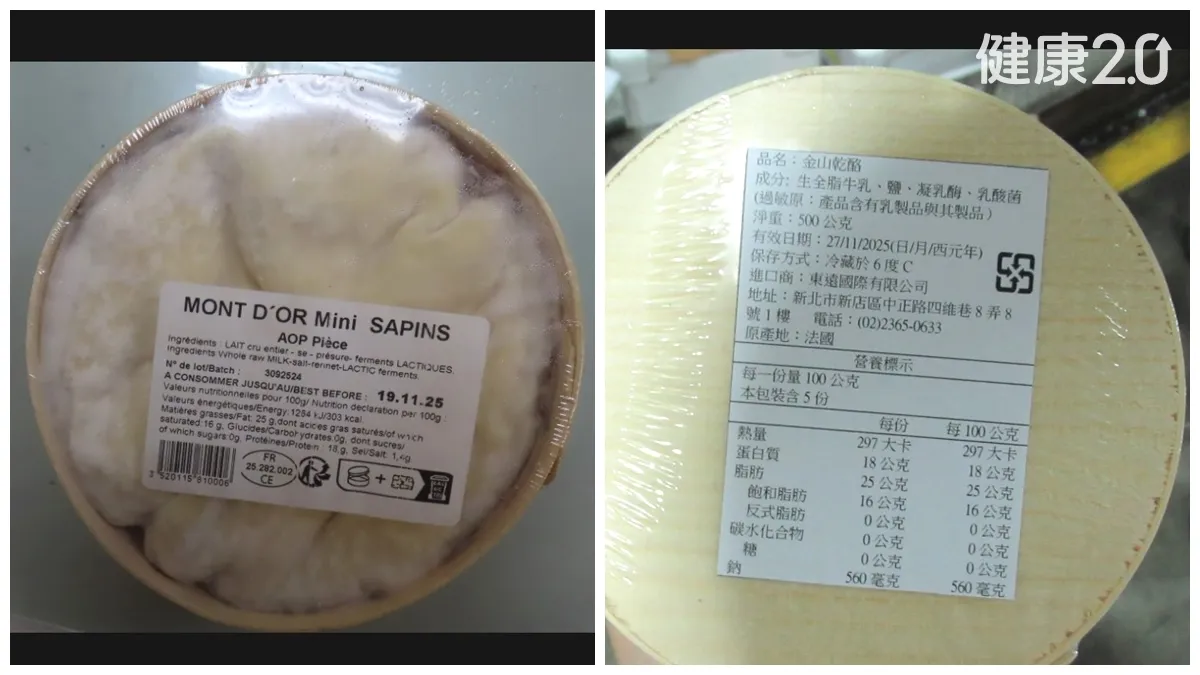 MONT D´OR Mini SAPINS
AOP Pièce
Ingrédients : LAIT cru entier - se - présure- ferments LACTIQUES.
Ingredients Whole raw MILK-salt-rennet-LACTIC ferments.
N° de lot/Batch : 3092524
A CONSOMMER JUSQU'AU/BEST BEFORE : 19.11.25
Valeurs nutritionnelles pour 100g/ Nutrition declaration per 100g :
Valeurs énergétiques/Energy:1284 kJ/303 kcal
Matières grasses/Fat: 25 g,dont acices gras saturés/of which
saturated:16 g, Glucides/Carbohydrates:0g, dont sucres/
of which sugars:0g, Protéines/Protein : 18,g, Sel/Salt: 1,4g.
3 520115 810006
FR
25.282.002
CE
健康2.0
品名：金山乾酪
成分: 生全脂牛乳、鹽、凝乳酶、乳酸菌
(過敏原：產品含有乳製品與其製品)
淨重：500 公克
有效日期：27/11/2025(日/月/西元年)
保存方式：冷藏於 6 度 C
進口商：東遠國際有限公司
地址：新北市新店區中正路四維巷 8 弄 8
號 1 樓 電話：(02)2365-0633
原產地：法國
營養標示
每一份量 100 公克
本包裝含 5 份
每份 每 100 公克
熱量 297 大卡 297 大卡
蛋白質 18 公克 18 公克
脂肪 25 公克 25 公克
飽和脂肪 16 公克 16 公克
反式脂肪 0 公克 0 公克
碳水化合物 0 公克 0 公克
糖 0 公克 0 公克
鈉 560 毫克 560 毫克